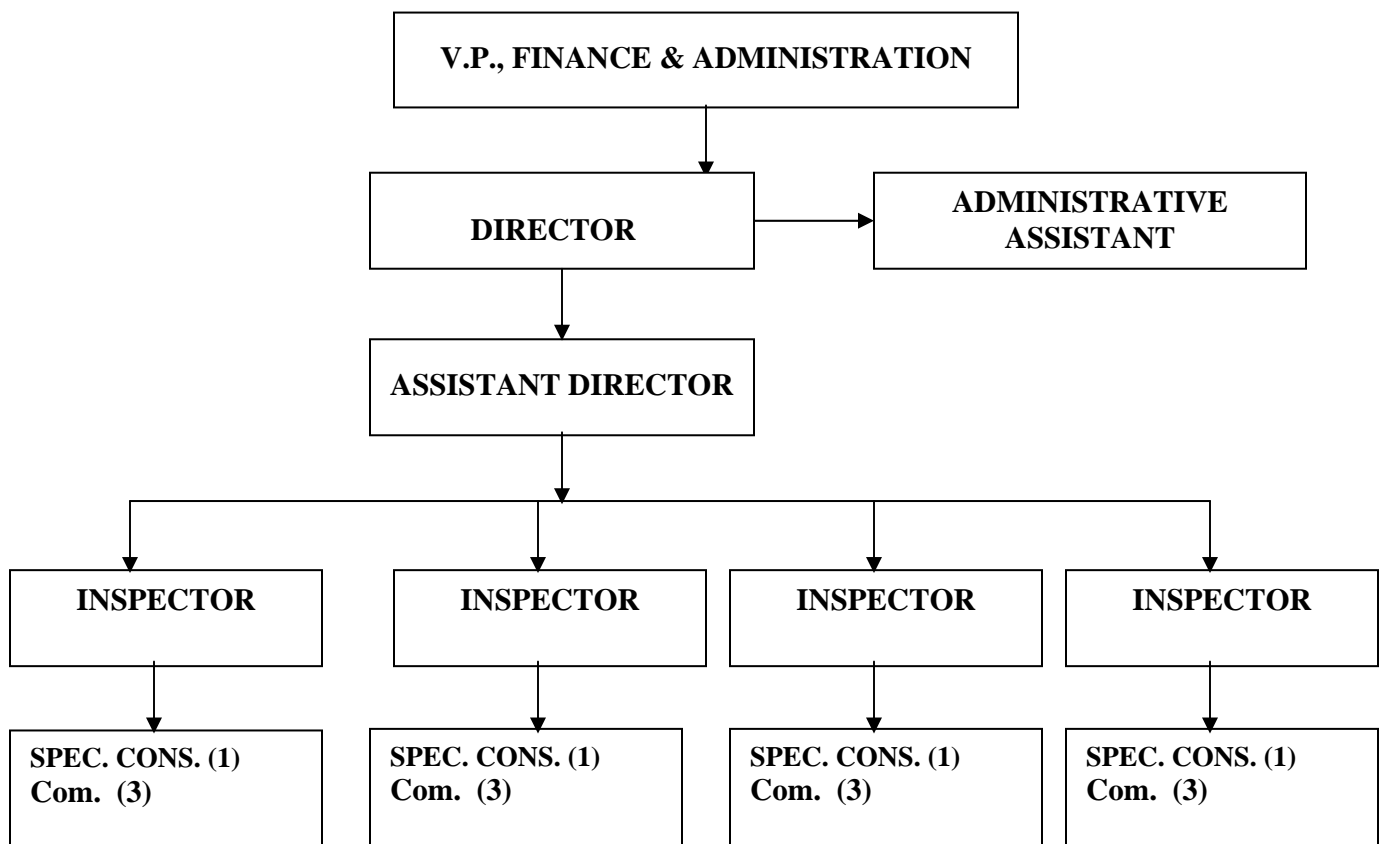 V.P., FINANCE & ADMINISTRATION
DIRECTOR
ADMINISTRATIVE
ASSISTANT
ASSISTANT DIRECTOR
INSPECTOR
INSPECTOR
INSPECTOR
INSPECTOR
SPEC. CONS. (1)
Com. (3)
SPEC. CONS. (1)
Com. (3)
SPEC. CONS. (1)
Com. (3)
SPEC. CONS. (1)
Com. (3)